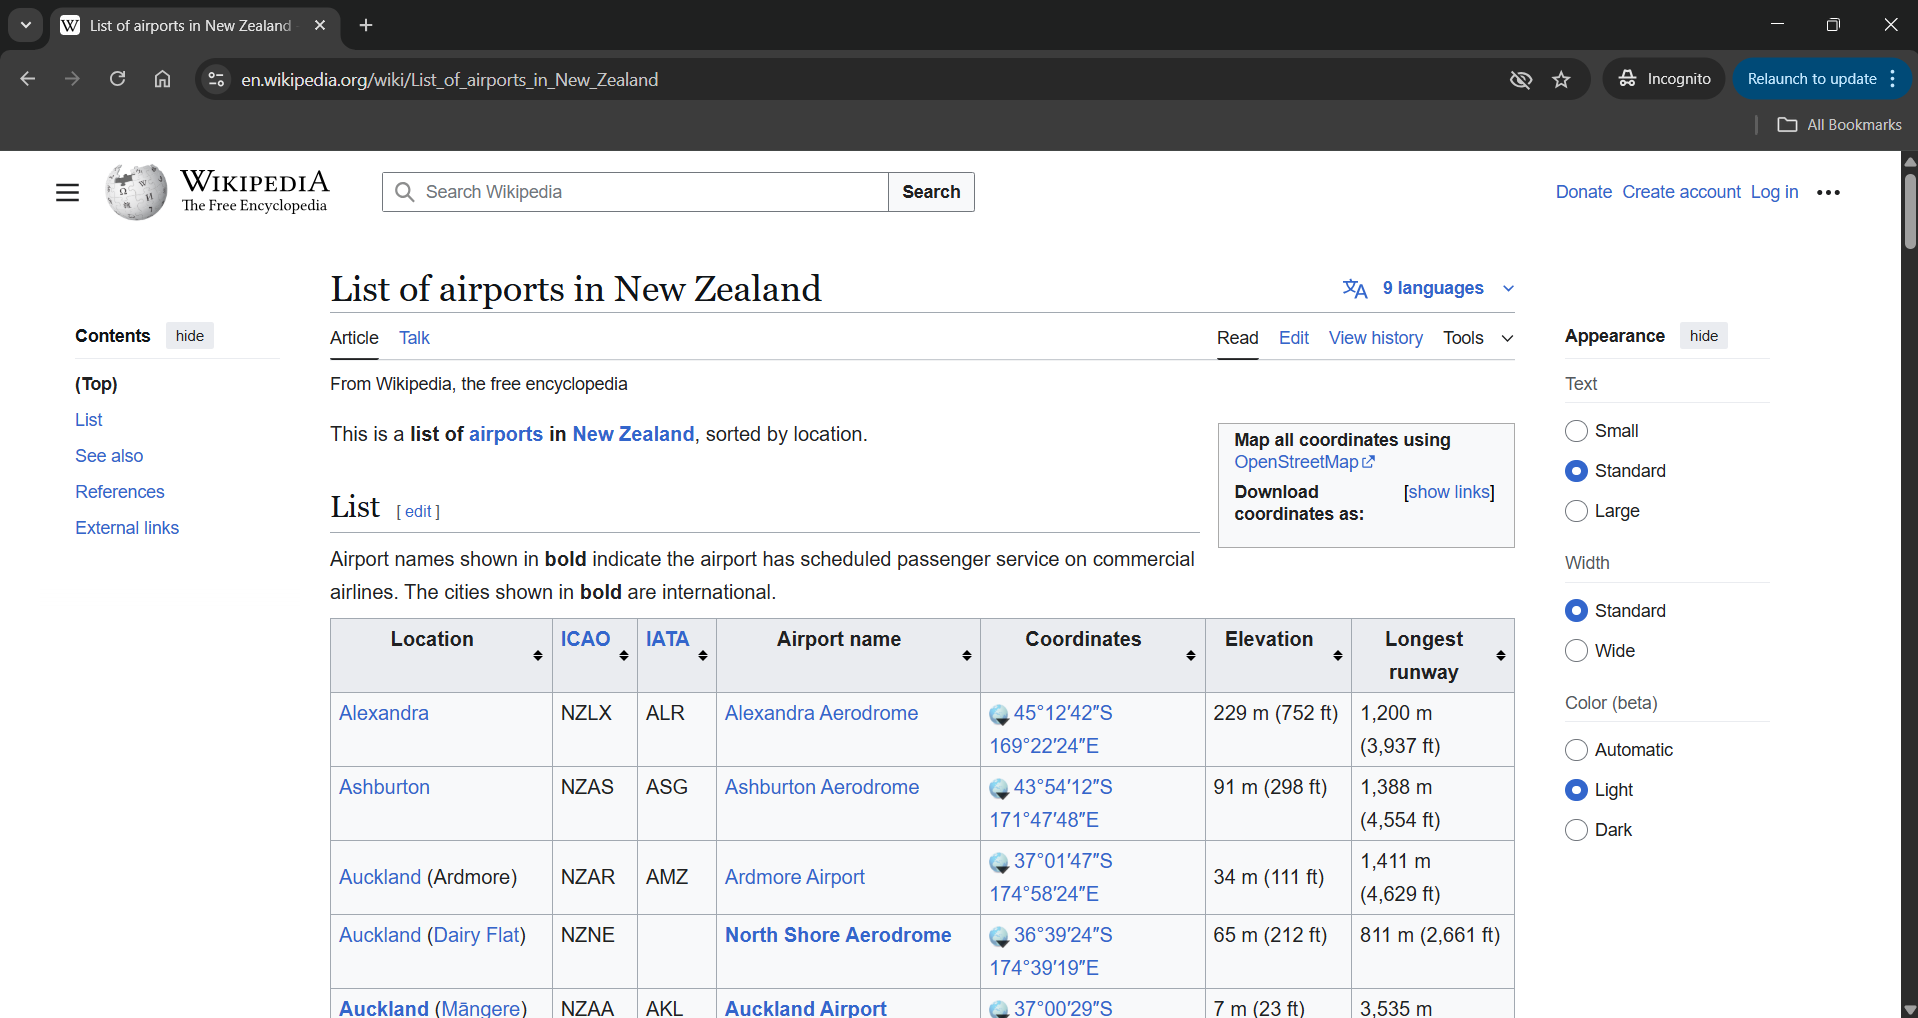 List of airports in New Zealand
en.wikipedia.org/wiki/List_of_airports_in_New_Zealand
Incognito
Relaunch to update
All Bookmarks
WIKIPEDIA
The Free Encyclopedia
Search Wikipedia
Search
Donate Create account Log in
List of airports in New Zealand
9 languages
Contents hide
(Top)
List
See also
References
External links
Article Talk
Read Edit View history Tools
From Wikipedia, the free encyclopedia
This is a list of airports in New Zealand, sorted by location.
Map all coordinates using
OpenStreetMap
Download [show links]
coordinates as:
List [ edit ]
Airport names shown in bold indicate the airport has scheduled passenger service on commercial
airlines. The cities shown in bold are international.
Location ICAO IATA Airport name Coordinates Elevation Longest
runway
Alexandra NZLX ALR Alexandra Aerodrome 45°12′42″S 229 m (752 ft) 1,200 m
169°22′24″E (3,937 ft)
Ashburton NZAS ASG Ashburton Aerodrome 43°54′12″S 91 m (298 ft) 1,388 m
171°47′48″E (4,554 ft)
Auckland (Ardmore) NZAR AMZ Ardmore Airport 37°01′47″S 34 m (111 ft) 1,411 m
174°58′24″E (4,629 ft)
Auckland (Dairy Flat) NZNE North Shore Aerodrome 36°39′24″S 65 m (212 ft) 811 m (2,661 ft)
174°39′19″E
Auckland (Māngere) NZAA AKL Auckland Airport 37°00′29″S 7 m (23 ft) 3,535 m
Appearance hide
Text
Small
Standard
Large
Width
Standard
Wide
Color (beta)
Automatic
Light
Dark